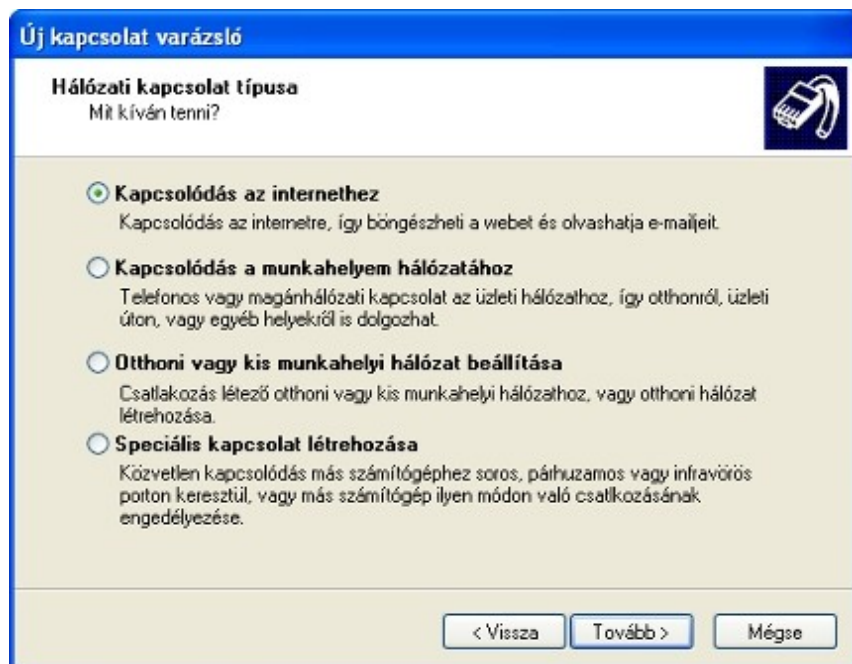 Új kapcsolat varázsló
Hálózati kapcsolat típusa
Mit kíván tenni?
Kapcsolódás az internethez
Kapcsolódás az internetre, így böngészheti a webet és olvashatja e-mailjeit.
Kapcsolódás a munkahelyem hálózatához
Telefonos vagy magánhálózati kapcsolat az üzleti hálózathoz, így otthonról, üzleti
úton, vagy egyéb helyekről is dolgozhat.
Otthoni vagy kis munkahelyi hálózat beállítása
Csatlakozás létező otthoni vagy kis munkahelyi hálózathoz, vagy otthoni hálózat
létrehozása.
Speciális kapcsolat létrehozása
Közvetlen kapcsolódás más számítógéphez soros, párhuzamos vagy infravörös
porton keresztül, vagy más számítógép ilyen módon való csatlkozásának
engedélyezése.
< Vissza
Tovább >
Mégse